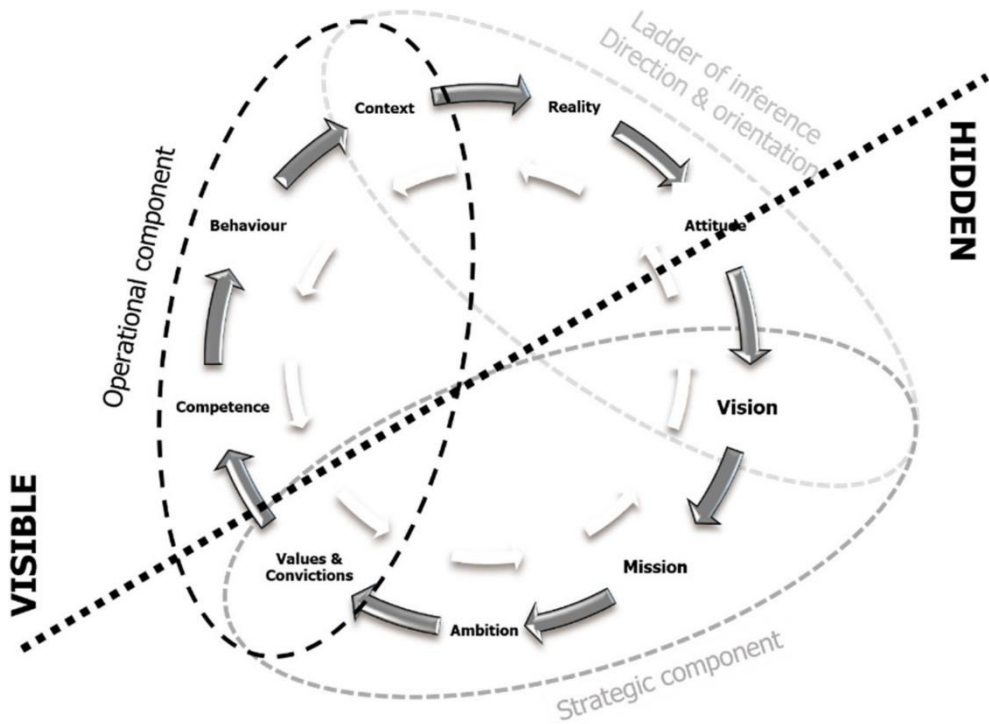 Ladder of inference
Direction & orientation
HIDDEN
Context
Reality
Operational component
Behaviour
Attitude
Competence
Vision
VISIBLE
Values &
Convictions
Mission
Ambition
Strategic component